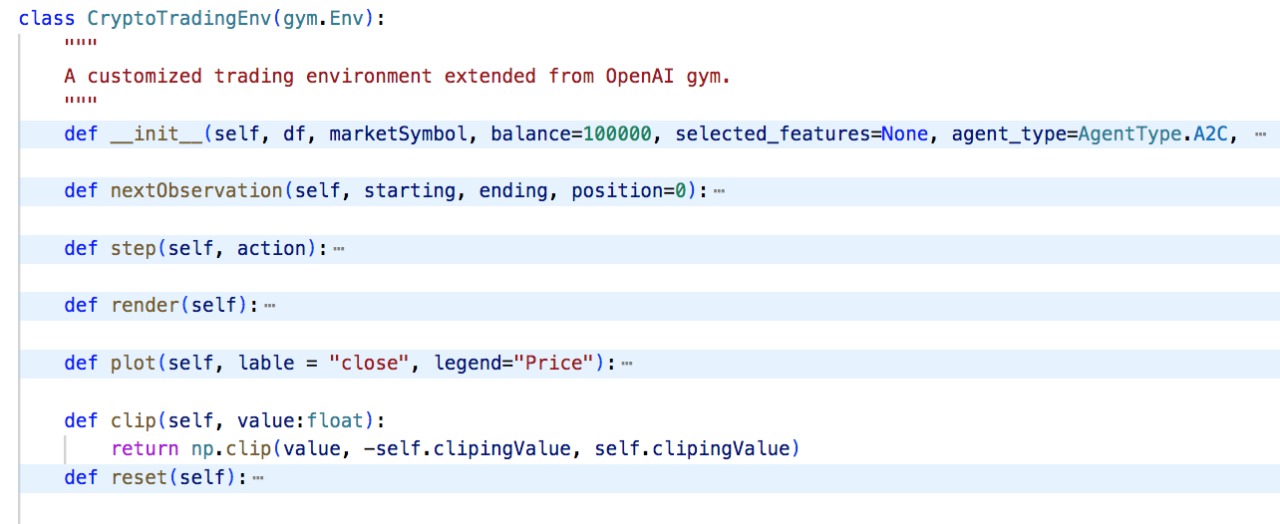 class CryptoTradingEnv(gym.Env):
    """
    A customized trading environment extended from OpenAI gym.
    """
    def __init__(self, df, marketSymbol, balance=100000, selected_features=None, agent_type=AgentType.A2C, ⋯
    def nextObservation(self, starting, ending, position=0):⋯
    def step(self, action):⋯
    def render(self):⋯
    def plot(self, lable = "close", legend="Price"):⋯
    def clip(self, value:float):
        return np.clip(value, -self.clipingValue, self.clipingValue)
    def reset(self):⋯